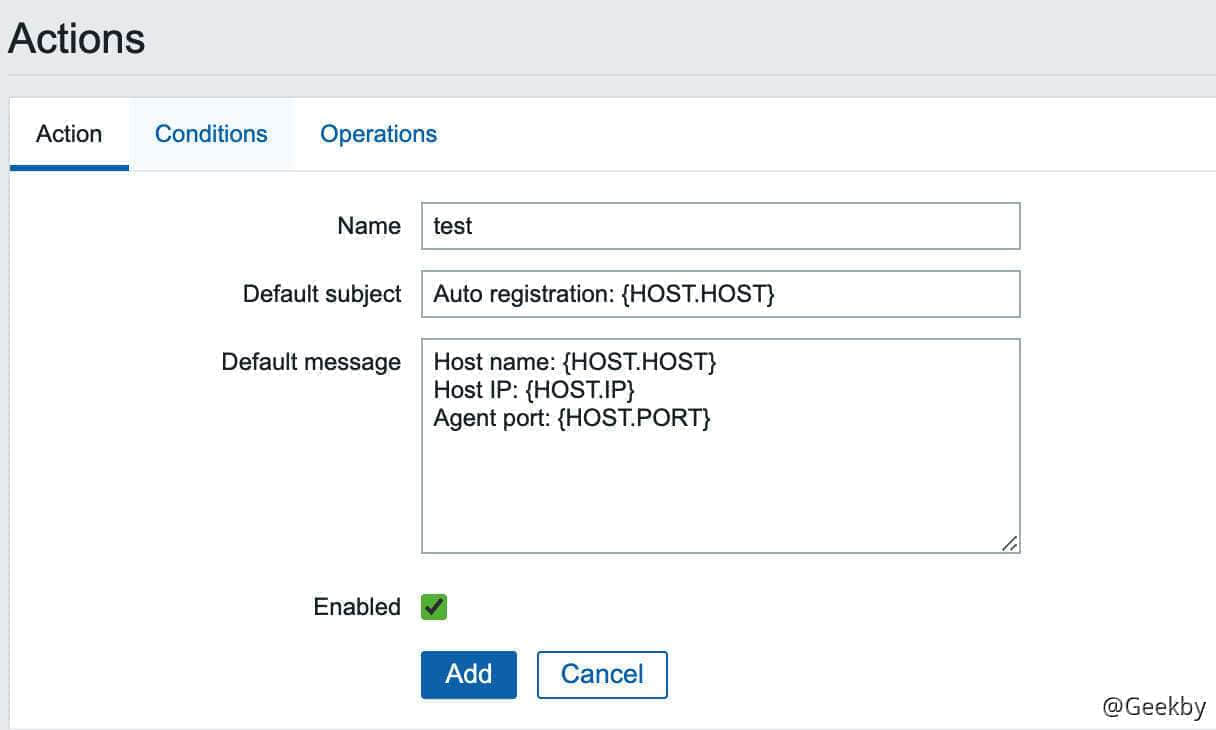 Actions
Action Conditions Operations
Name test
Default subject Auto registration: {HOST.HOST}
Default message Host name: {HOST.HOST}
Host IP: {HOST.IP}
Agent port: {HOST.PORT}
Enabled
Add Cancel
@Geekby